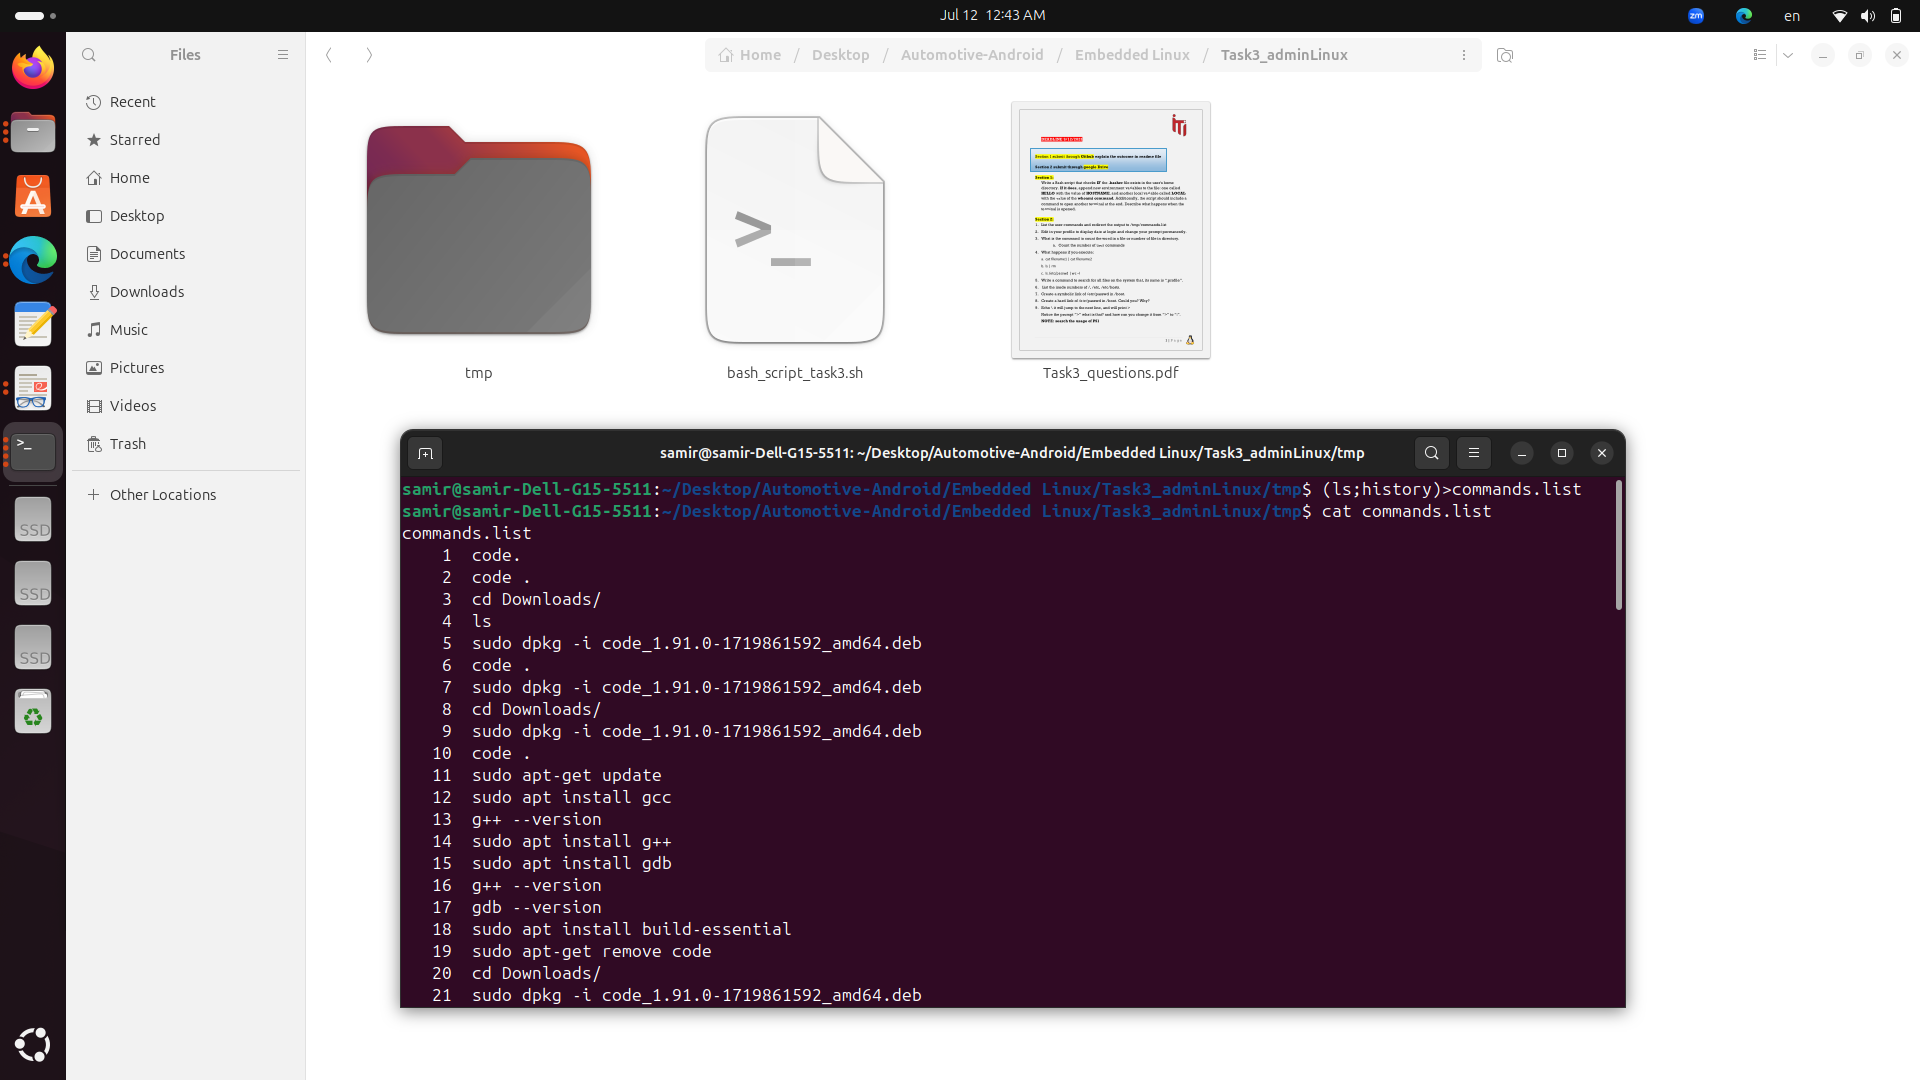 Jul 12 12:43 AM
zm
en
Files
Home / Desktop / Automotive-Android / Embedded Linux / Task3_adminLinux
Recent
Starred
Home
Desktop
Documents
Downloads
Music
Pictures
Videos
Trash
Other Locations
SSD
SSD
SSD
tmp
bash_script_task3.sh
Task3_questions.pdf
samir@samir-Dell-G15-5511: ~/Desktop/Automotive-Android/Embedded Linux/Task3_adminLinux/tmp
samir@samir-Dell-G15-5511:~/Desktop/Automotive-Android/Embedded Linux/Task3_adminLinux/tmp$ (ls;history)>commands.list
samir@samir-Dell-G15-5511:~/Desktop/Automotive-Android/Embedded Linux/Task3_adminLinux/tmp$ cat commands.list
commands.list
1 code.
2 code .
3 cd Downloads/
4 ls
5 sudo dpkg -i code_1.91.0-1719861592_amd64.deb
6 code .
7 sudo dpkg -i code_1.91.0-1719861592_amd64.deb
8 cd Downloads/
9 sudo dpkg -i code_1.91.0-1719861592_amd64.deb
10 code .
11 sudo apt-get update
12 sudo apt install gcc
13 g++ --version
14 sudo apt install g++
15 sudo apt install gdb
16 g++ --version
17 gdb --version
18 sudo apt install build-essential
19 sudo apt-get remove code
20 cd Downloads/
21 sudo dpkg -i code_1.91.0-1719861592_amd64.deb